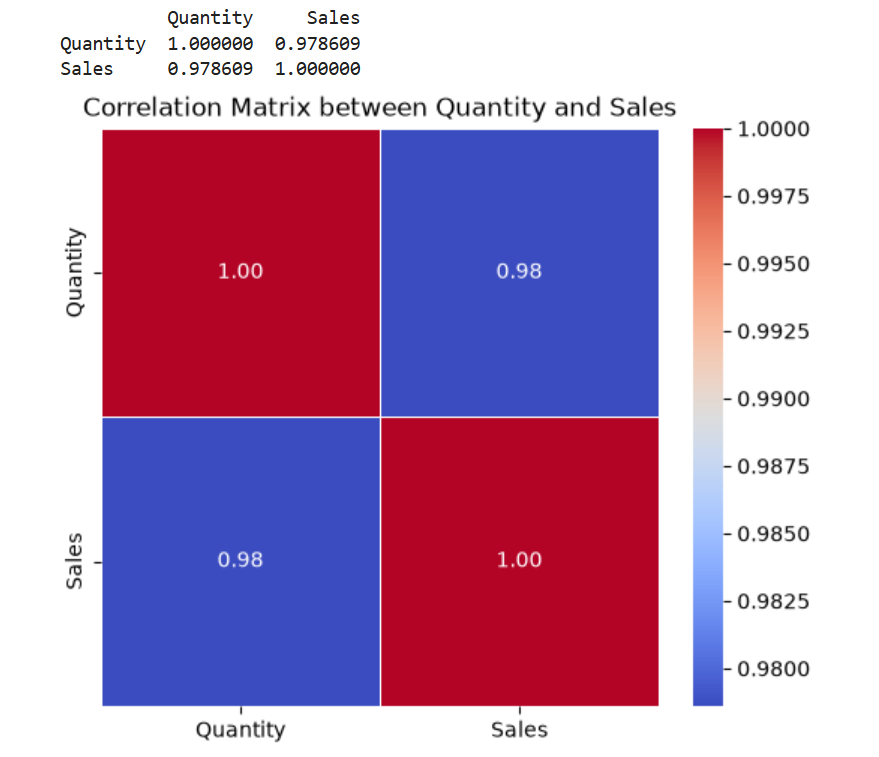 Quantity Sales
Quantity 1.000000 0.978609
Sales 0.978609 1.000000
Correlation Matrix between Quantity and Sales
Quantity
1.00
0.98
Sales
0.98
1.00
Quantity
Sales
1.0000
0.9975
0.9950
0.9925
0.9900
0.9875
0.9850
0.9825
0.9800